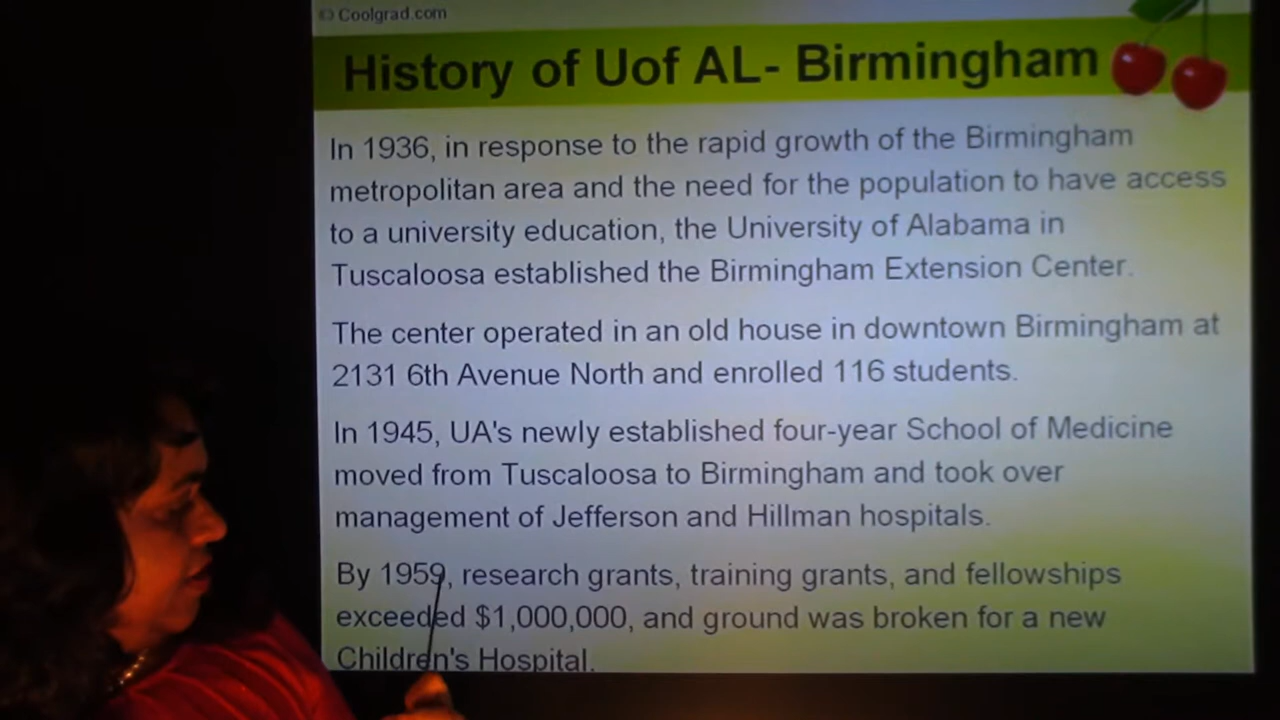 © Coolgrad.com
History of Uof AL- Birmingham
In 1936, in response to the rapid growth of the Birmingham
metropolitan area and the need for the population to have access
to a university education, the University of Alabama in
Tuscaloosa established the Birmingham Extension Center.
The center operated in an old house in downtown Birmingham at
2131 6th Avenue North and enrolled 116 students.
In 1945, UA's newly established four-year School of Medicine
moved from Tuscaloosa to Birmingham and took over
management of Jefferson and Hillman hospitals.
By 1959, research grants, training grants, and fellowships
exceeded $1,000,000, and ground was broken for a new
Children's Hospital.